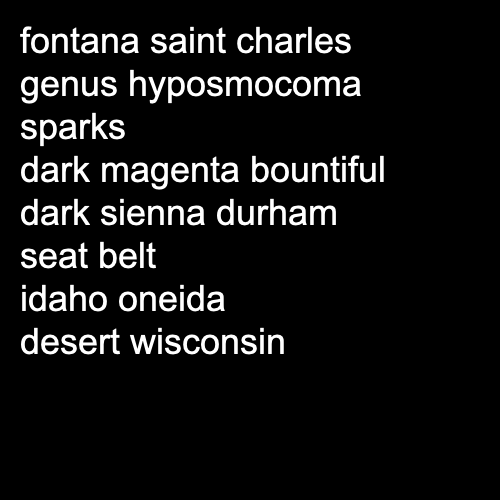 fontana saint charles
genus hyposmocoma
sparks
dark magenta bountiful
dark sienna durham
seat belt
idaho oneida
desert wisconsin